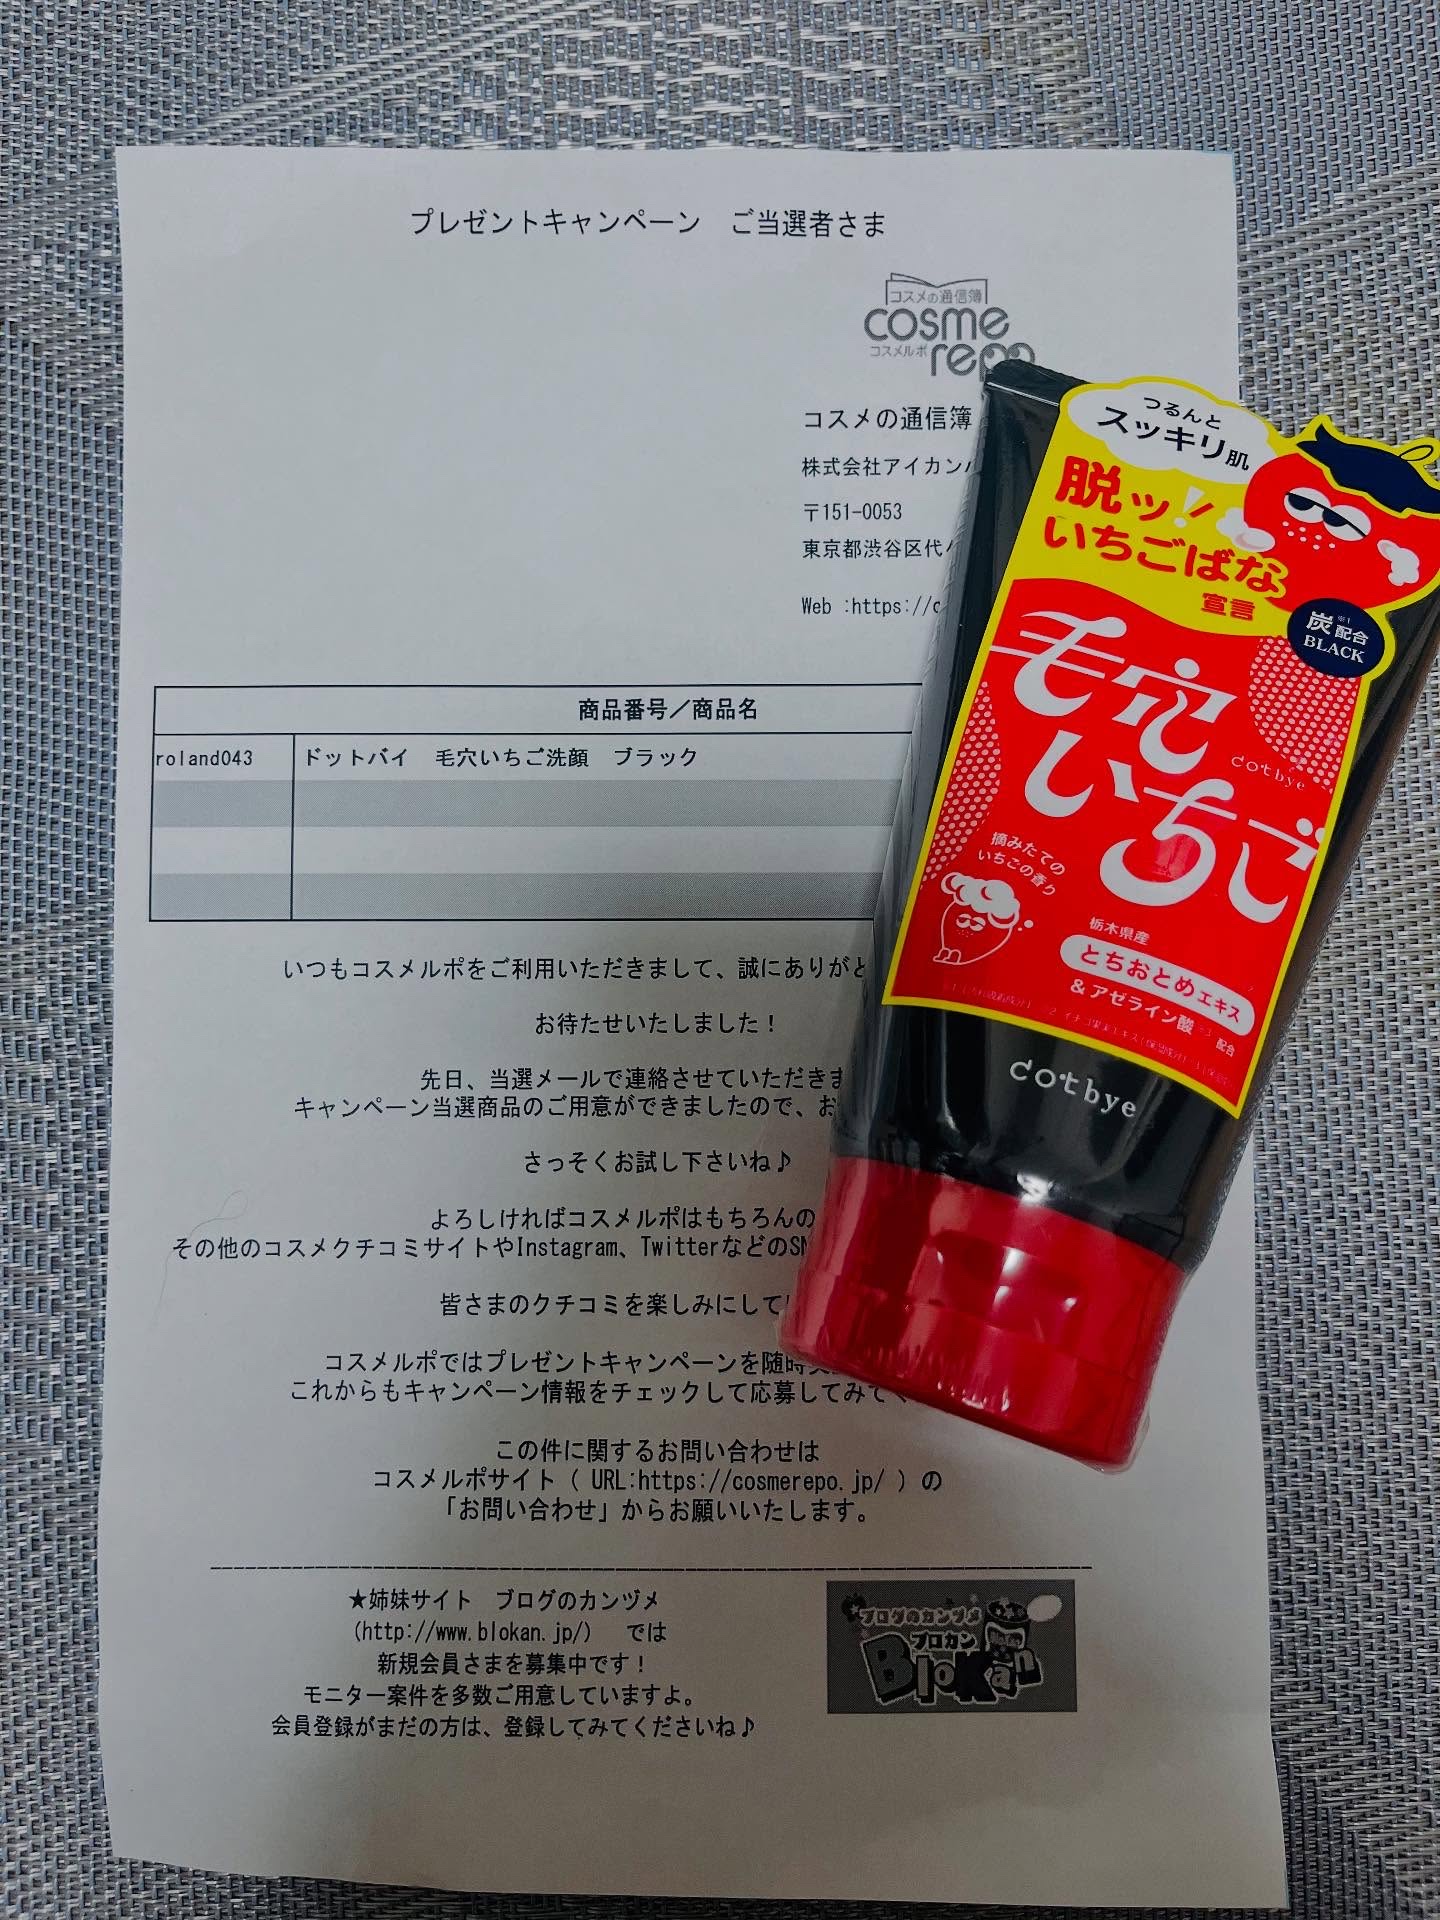 プレゼントキャンペーン ご当選者さま
コスメの通信簿
cosme
コスメルポ repo
コスメの通信簿
株式会社アイカン
〒151-0053
東京都渋谷区代
Web :https://c
商品番号／商品名
roland043 ドットバイ 毛穴いちご洗顔 ブラック
いつもコスメルポをご利用いただきまして、誠にありがと
お待たせいたしました！
先日、当選メールで連絡させていただきま
キャンペーン当選商品のご用意ができましたので、お
さっそくお試し下さいね♪
よろしければコスメルポはもちろんの
その他のコスメクチコミサイトやInstagram、TwitterなどのSN
皆さまのクチコミを楽しみにして
コスメルポではプレゼントキャンペーンを随時
これからもキャンペーン情報をチェックして応募してみて
この件に関するお問い合わせは
コスメルポサイト ( URL:https://cosmerepo.jp/ ) の
「お問い合わせ」からお願いいたします。
★姉妹サイト ブログのカンヅメ
(http://www.blokan.jp/) では
新規会員さまを募集中です！
モニター案件を多数ご用意していますよ。
会員登録がまだの方は、登録してみてくださいね♪
ブログのカンヅメ
ブロカン
BloKan
つるんと
スッキリ肌
脱ッ!
いちごばな
宣言
炭※1配合
BLACK
毛穴
いちご
dotbye
摘みたての
いちごの香り
栃木県産
とちおとめエキス
&アゼライン酸
配合
dotbye